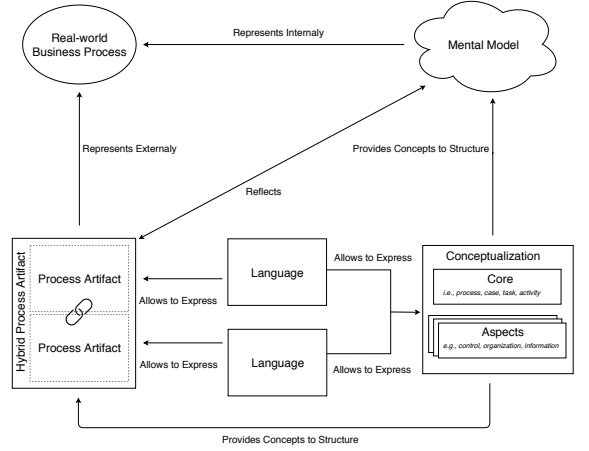 Real-world
Business Process
Represents Internaly
Mental Model
Represents Externaly
Provides Concepts to Structure
Reflects
Hybrid Process Artifact
Process Artifact
Process Artifact
Allows to Express
Allows to Express
Language
Language
Allows to Express
Allows to Express
Conceptualization
Core
i.e., process, case, task, activity
Aspects
e.g., control, organization, information
Provides Concepts to Structure